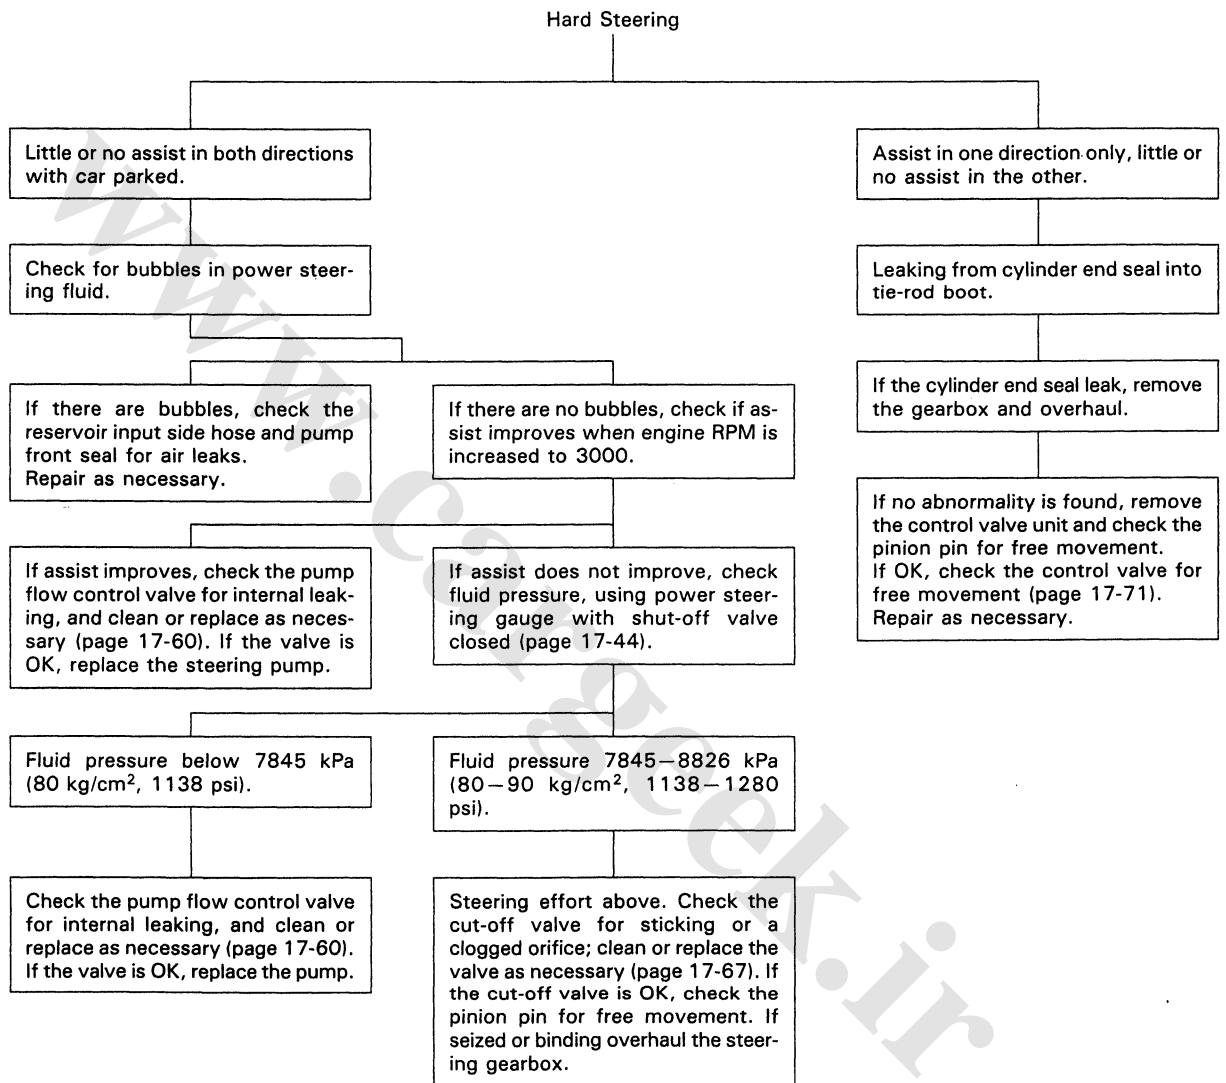 Hard Steering
Little or no assist in both directions
with car parked.
Check for bubbles in power steer-
ing fluid.
If there are bubbles, check the
reservoir input side hose and pump
front seal for air leaks.
Repair as necessary.
If there are no bubbles, check if as-
sist improves when engine RPM is
increased to 3000.
If assist improves, check the pump
flow control valve for internal leak-
ing, and clean or replace as neces-
sary (page 17-60). If the valve is
OK, replace the steering pump.
If assist does not improve, check
fluid pressure, using power steer-
ing gauge with shut-off valve
closed (page 17-44).
Fluid pressure below 7845 kPa
(80 kg/cm², 1138 psi).
Fluid pressure 7845–8826 kPa
(80–90 kg/cm², 1138–1280
psi).
Check the pump flow control valve
for internal leaking, and clean or
replace as necessary (page 17-60).
If the valve is OK, replace the pump.
Steering effort above. Check the
cut-off valve for sticking or a
clogged orifice; clean or replace the
valve as necessary (page 17-67). If
the cut-off valve is OK, check the
pinion pin for free movement. If
seized or binding overhaul the steer-
ing gearbox.
Assist in one direction only, little or
no assist in the other.
Leaking from cylinder end seal into
tie-rod boot.
If the cylinder end seal leak, remove
the gearbox and overhaul.
If no abnormality is found, remove
the control valve unit and check the
pinion pin for free movement.
If OK, check the control valve for
free movement (page 17-71).
Repair as necessary.
www.cargeek.ir